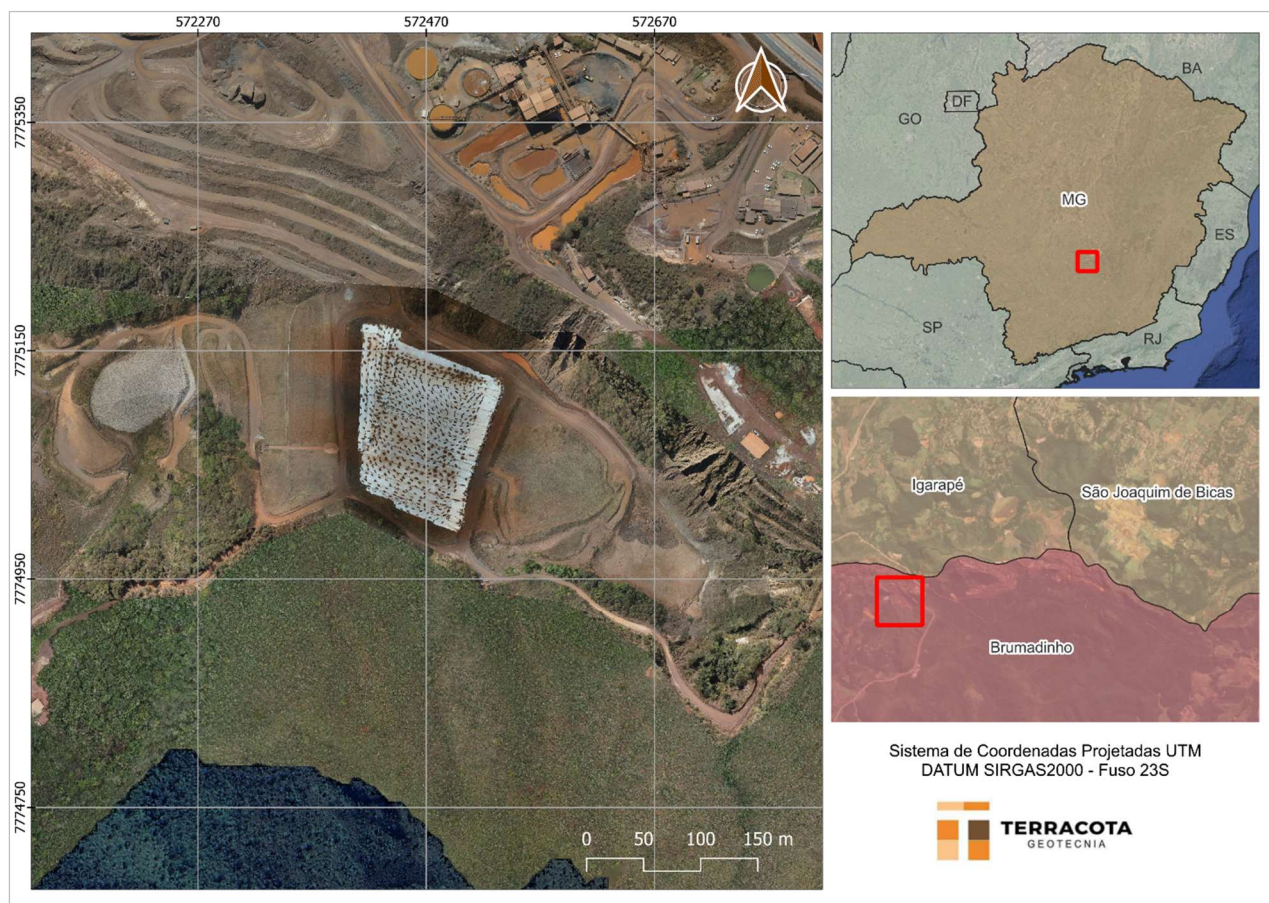 572270
572470
572670
7775350
7775150
7774950
7774750
0 50 100 150 m
BA
DF
GO
MG
ES
SP
RJ
Igarapé
São Joaquim de Bicas
Brumadinho
Sistema de Coordenadas Projetadas UTM
DATUM SIRGAS2000 - Fuso 23S
TERRACOTA
GEOTECNIA